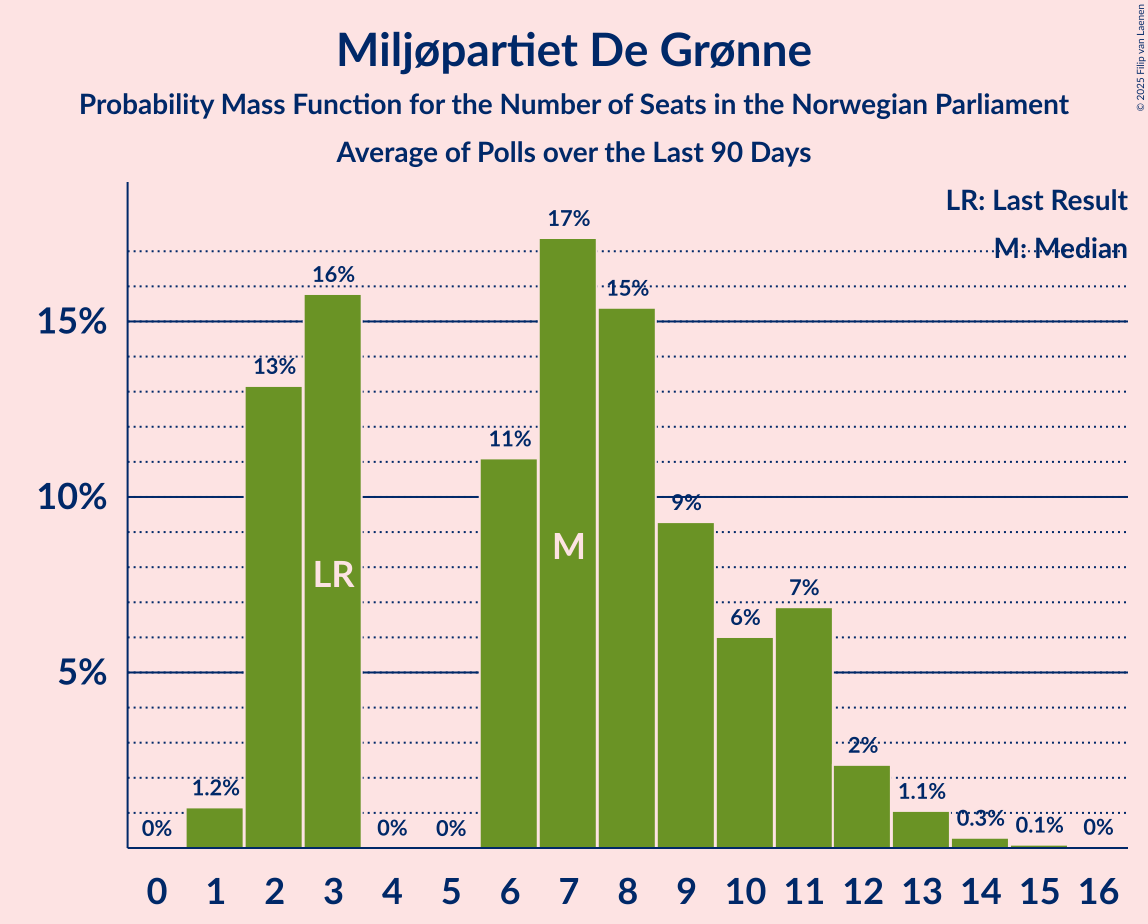 Miljøpartiet De Grønne
Probability Mass Function for the Number of Seats in the Norwegian Parliament
Average of Polls over the Last 90 Days
© 2025 Filip van Laenen
LR: Last Result
M: Median
17%
16%
15%
15%
13%
11%
10%
9%
LR
M
7%
6%
5%
2%
1.2%
1.1%
0%
0%
0%
0.3%
0.1%
0%
0 1 2 3 4 5 6 7 8 9 10 11 12 13 14 15 16